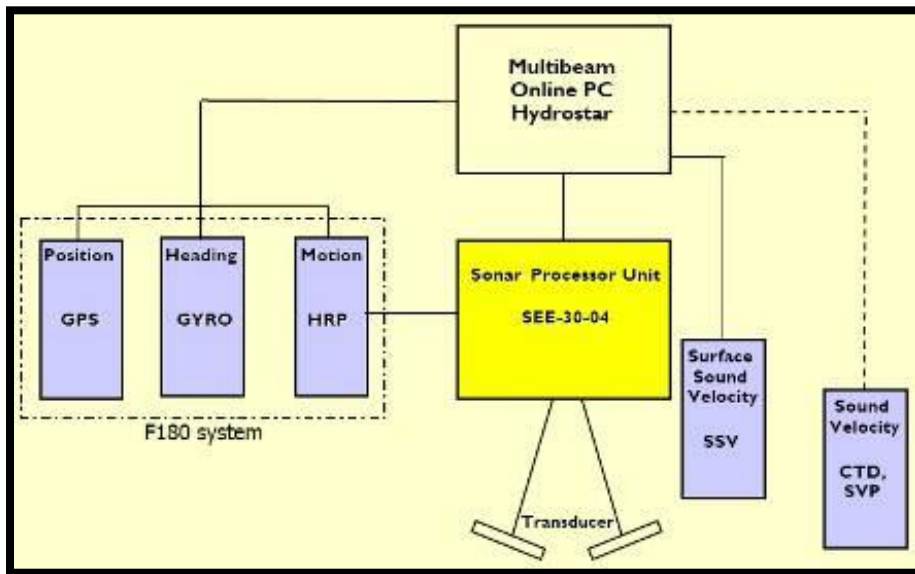 Multibeam
Online PC
Hydrostar
Position
GPS
Heading
GYRO
Motion
HRP
F180 system
Sonar Processor Unit
SEE-30-04
Transducer
Surface
Sound
Velocity
SSV
Sound
Velocity
CTD,
SVP